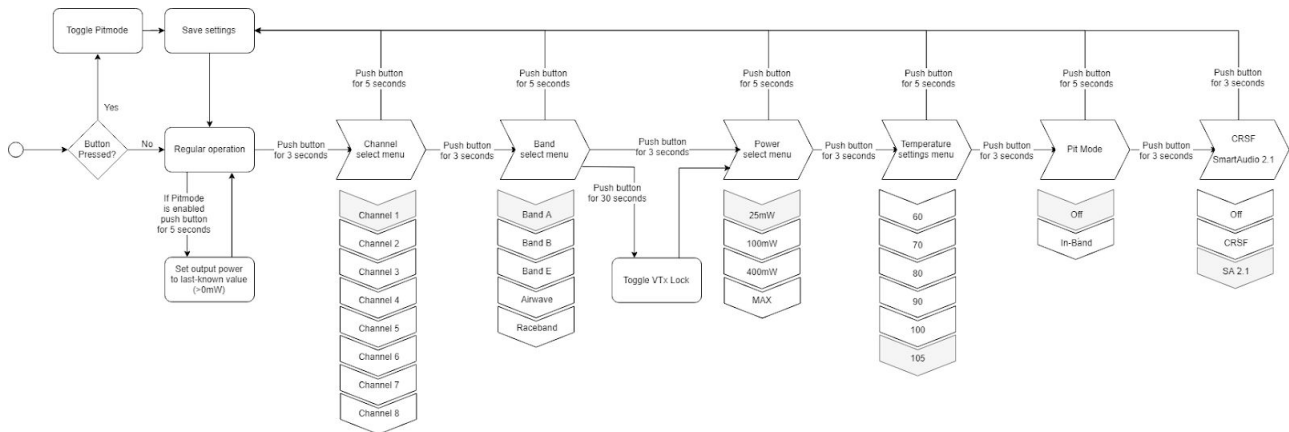 Toggle Pitmode
Save settings
Push button
for 5 seconds
Push button
for 5 seconds
Push button
for 5 seconds
Push button
for 5 seconds
Push button
for 5 seconds
Push button
for 3 seconds
Yes
Button
Pressed?
No
Regular operation
Push button
for 3 seconds
Channel
select menu
Push button
for 3 seconds
Band
select menu
Push button
for 3 seconds
Power
select menu
Push button
for 3 seconds
Temperature
settings menu
Push button
for 3 seconds
Pit Mode
Push button
for 3 seconds
CRSF
SmartAudio 2.1
If Pitmode
is enabled
push button
for 5 seconds
Set output power
to last-known value
(>0mW)
Push button
for 30 seconds
Toggle VTx Lock
Channel 1
Channel 2
Channel 3
Channel 4
Channel 5
Channel 6
Channel 7
Channel 8
Band A
Band B
Band E
Airwave
Raceband
25mW
100mW
400mW
MAX
60
70
80
90
100
105
Off
In-Band
Off
CRSF
SA 2.1